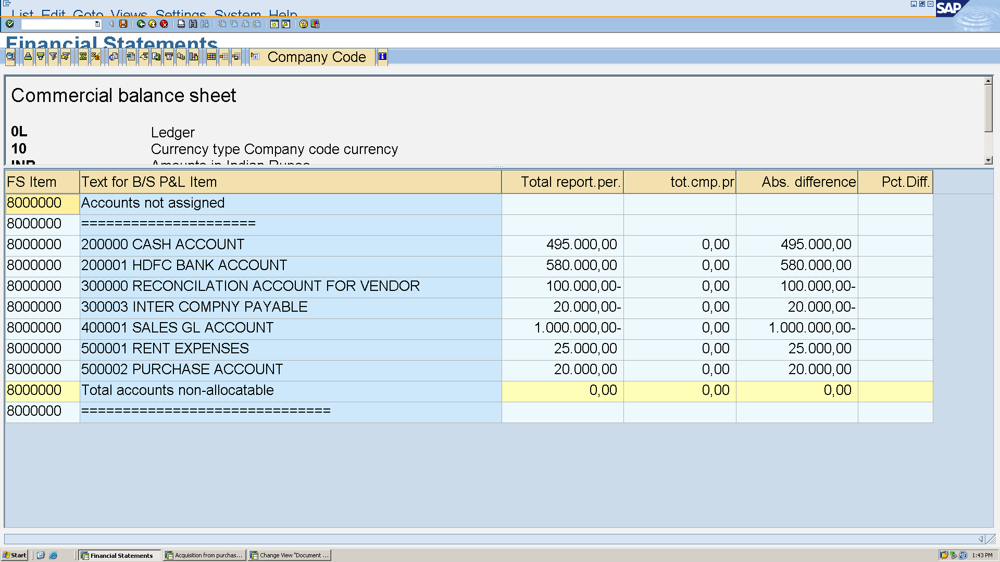 List Edit Goto Views Settings System Help
SAP
Financial Statements
Company Code
Commercial balance sheet
0L Ledger
10 Currency type Company code currency
INR Amounts in Indian Rupee
FS Item Text for B/S P&L Item Total report.per. tot.cmp.pr Abs. difference Pct.Diff.
8000000 Accounts not assigned
8000000 =====================
8000000 200000 CASH ACCOUNT 495.000,00 0,00 495.000,00
8000000 200001 HDFC BANK ACCOUNT 580.000,00 0,00 580.000,00
8000000 300000 RECONCILATION ACCOUNT FOR VENDOR 100.000,00- 0,00 100.000,00-
8000000 300003 INTER COMPNY PAYABLE 20.000,00- 0,00 20.000,00-
8000000 400001 SALES GL ACCOUNT 1.000.000,00- 0,00 1.000.000,00-
8000000 500001 RENT EXPENSES 25.000,00 0,00 25.000,00
8000000 500002 PURCHASE ACCOUNT 20.000,00 0,00 20.000,00
8000000 Total accounts non-allocatable 0,00 0,00 0,00
8000000 ==============================
Start Financial Statements Acquisition from purchas... Change View "Document ... 1:43 PM